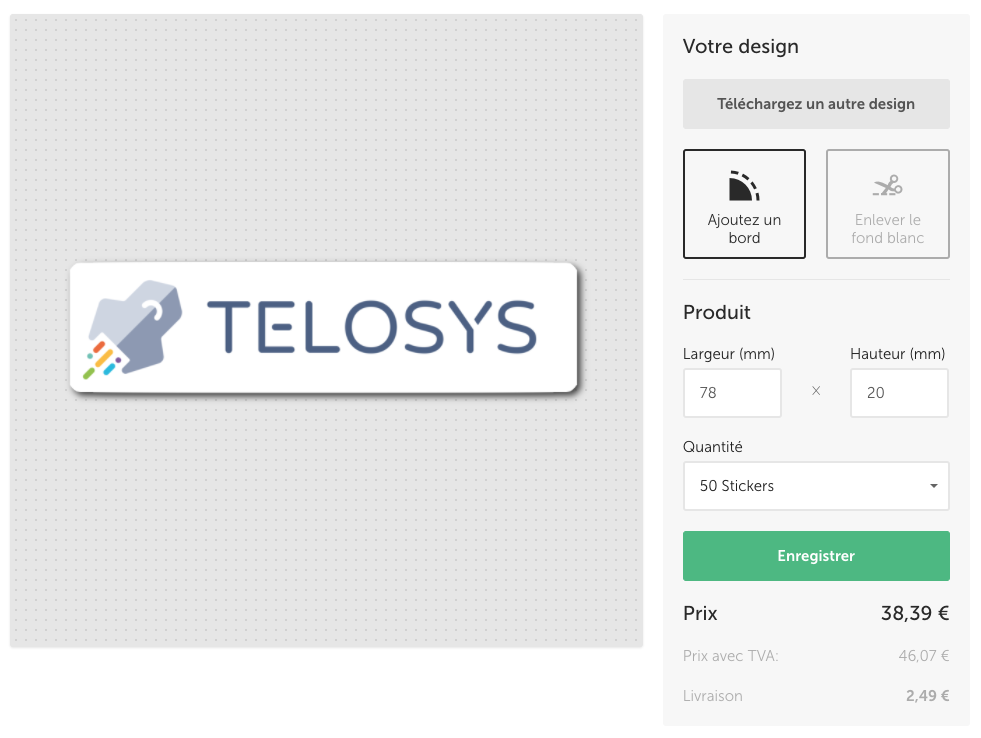 TELOSYS
Votre design
Téléchargez un autre design
Ajoutez un
bord
Enlever le
fond blanc
Produit
Largeur (mm)
Hauteur (mm)
78
x
20
Quantité
50 Stickers
Enregistrer
Prix
38,39 €
Prix avec TVA:
46,07 €
Livraison
2,49 €